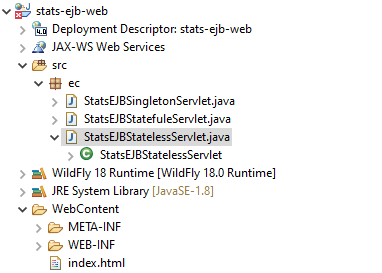 stats-ejb-web
Deployment Descriptor: stats-ejb-web
JAX-WS Web Services
src
ec
StatsEJBSingletonServlet.java
StatsEJBStatefuleServlet.java
StatsEJBStatelessServlet.java
StatsEJBStatelessServlet
WildFly 18 Runtime [WildFly 18.0 Runtime]
JRE System Library [JavaSE-1.8]
WebContent
META-INF
WEB-INF
index.html